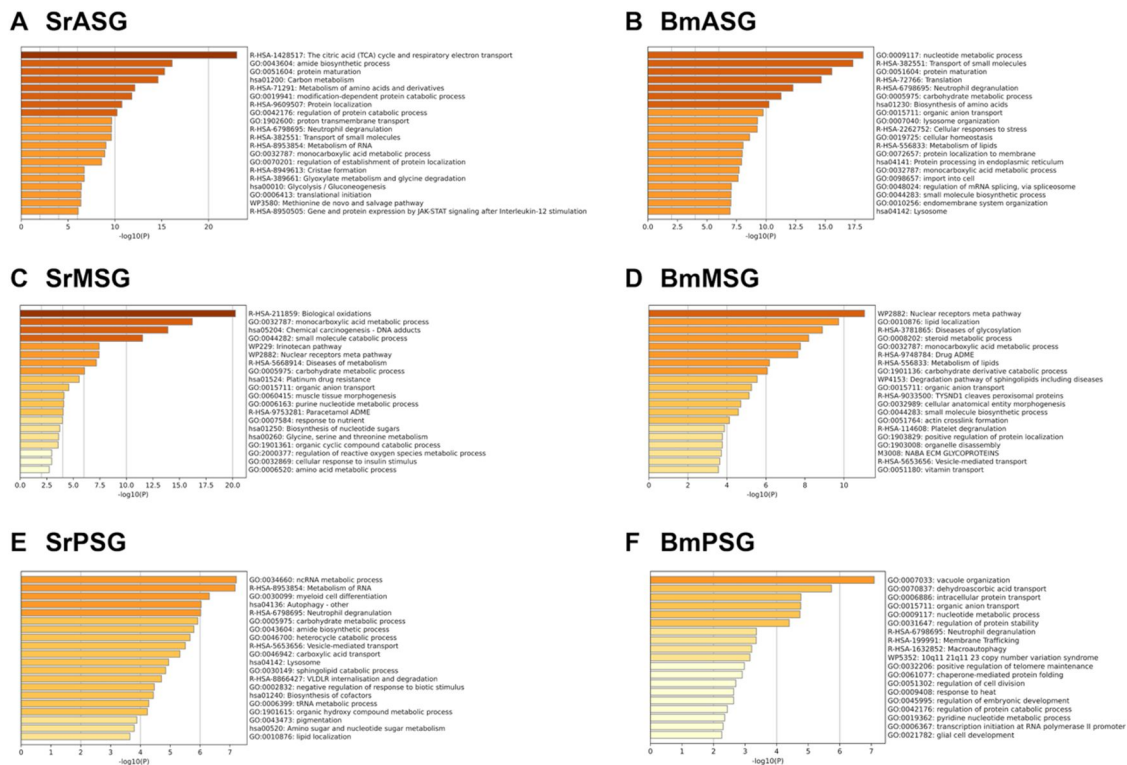 A SrASG
R-HSA-1428517: The citric acid (TCA) cycle and respiratory electron transport
GO:0043604: amide biosynthetic process
GO:0051604: protein maturation
hsa01200: Carbon metabolism
R-HSA-71291: Metabolism of amino acids and derivatives
GO:0019941: modification-dependent protein catabolic process
R-HSA-9609507: Protein localization
GO:0042176: regulation of protein catabolic process
GO:1902600: proton transmembrane transport
R-HSA-6798695: Neutrophil degranulation
R-HSA-382551: Transport of small molecules
R-HSA-8953854: Metabolism of RNA
GO:0032787: monocarboxylic acid metabolic process
GO:0070201: regulation of establishment of protein localization
R-HSA-8949613: Cristae formation
R-HSA-389661: Glyoxylate metabolism and glycine degradation
hsa00010: Glycolysis / Gluconeogenesis
GO:0006413: translational initiation
WP3580: Methionine de novo and salvage pathway
R-HSA-8950505: Gene and protein expression by JAK-STAT signaling after Interleukin-12 stimulation
0 5 10 15 20
-log10(P)
B BmASG
GO:0009117: nucleotide metabolic process
R-HSA-382551: Transport of small molecules
GO:0051604: protein maturation
R-HSA-72766: Translation
R-HSA-6798695: Neutrophil degranulation
GO:0005975: carbohydrate metabolic process
hsa01230: Biosynthesis of amino acids
GO:0015711: organic anion transport
GO:0007040: lysosome organization
R-HSA-2262752: Cellular responses to stress
GO:0019725: cellular homeostasis
R-HSA-556833: Metabolism of lipids
GO:0072657: protein localization to membrane
hsa04141: Protein processing in endoplasmic reticulum
GO:0032787: monocarboxylic acid metabolic process
GO:0098657: import into cell
GO:0048024: regulation of mRNA splicing, via spliceosome
GO:0044283: small molecule biosynthetic process
GO:0010256: endomembrane system organization
hsa04142: Lysosome
0.0 2.5 5.0 7.5 10.0 12.5 15.0 17.5
-log10(P)
C SrMSG
R-HSA-211859: Biological oxidations
GO:0032787: monocarboxylic acid metabolic process
hsa05204: Chemical carcinogenesis - DNA adducts
GO:0044282: small molecule catabolic process
WP229: Irinotecan pathway
WP2882: Nuclear receptors meta pathway
R-HSA-5668914: Diseases of metabolism
GO:0005975: carbohydrate metabolic process
hsa01524: Platinum drug resistance
GO:0015711: organic anion transport
GO:0060415: muscle tissue morphogenesis
GO:0006163: purine nucleotide metabolic process
R-HSA-9753281: Paracetamol ADME
GO:0007584: response to nutrient
hsa01250: Biosynthesis of nucleotide sugars
hsa00260: Glycine, serine and threonine metabolism
GO:1901361: organic cyclic compound catabolic process
GO:2000377: regulation of reactive oxygen species metabolic process
GO:0032869: cellular response to insulin stimulus
GO:0006520: amino acid metabolic process
0.0 2.5 5.0 7.5 10.0 12.5 15.0 17.5 20.0
-log10(P)
D BmMSG
WP2882: Nuclear receptors meta pathway
GO:0010876: lipid localization
R-HSA-3781865: Diseases of glycosylation
GO:0008202: steroid metabolic process
GO:0032787: monocarboxylic acid metabolic process
R-HSA-9748784: Drug ADME
R-HSA-556833: Metabolism of lipids
GO:1901136: carbohydrate derivative catabolic process
WP4153: Degradation pathway of sphingolipids including diseases
GO:0015711: organic anion transport
R-HSA-9033500: TYSND1 cleaves peroxisomal proteins
GO:0032989: cellular anatomical entity morphogenesis
GO:0044283: small molecule biosynthetic process
GO:0051764: actin crosslink formation
R-HSA-114608: Platelet degranulation
GO:1903829: positive regulation of protein localization
GO:1903008: organelle disassembly
M3008: NABA ECM GLYCOPROTEINS
R-HSA-5653656: Vesicle-mediated transport
GO:0051180: vitamin transport
0 2 4 6 8 10
-log10(P)
E SrPSG
GO:0034660: ncRNA metabolic process
R-HSA-8953854: Metabolism of RNA
GO:0030099: myeloid cell differentiation
hsa04136: Autophagy - other
R-HSA-6798695: Neutrophil degranulation
GO:0005975: carbohydrate metabolic process
GO:0043604: amide biosynthetic process
GO:0046700: heterocycle catabolic process
R-HSA-5653656: Vesicle-mediated transport
GO:0046942: carboxylic acid transport
hsa04142: Lysosome
GO:0030149: sphingolipid catabolic process
R-HSA-8866427: VLDLR internalisation and degradation
GO:0002832: negative regulation of response to biotic stimulus
hsa01240: Biosynthesis of cofactors
GO:0006399: tRNA metabolic process
GO:1901615: organic hydroxy compound metabolic process
GO:0043473: pigmentation
hsa00520: Amino sugar and nucleotide sugar metabolism
GO:0010876: lipid localization
0 1 2 3 4 5 6 7
-log10(P)
F BmPSG
GO:0007033: vacuole organization
GO:0070837: dehydroascorbic acid transport
GO:0006886: intracellular protein transport
GO:0015711: organic anion transport
GO:0009117: nucleotide metabolic process
GO:0031647: regulation of protein stability
R-HSA-6798695: Neutrophil degranulation
R-HSA-199991: Membrane Trafficking
R-HSA-1632852: Macroautophagy
WP5352: 10q11 21q11 23 copy number variation syndrome
GO:0032206: positive regulation of telomere maintenance
GO:0061077: chaperone-mediated protein folding
GO:0051302: regulation of cell division
GO:0009408: response to heat
GO:0045995: regulation of embryonic development
GO:0042176: regulation of protein catabolic process
GO:0019362: pyridine nucleotide metabolic process
GO:0006367: transcription initiation at RNA polymerase II promoter
GO:0021782: glial cell development
0 1 2 3 4 5 6 7
-log10(P)